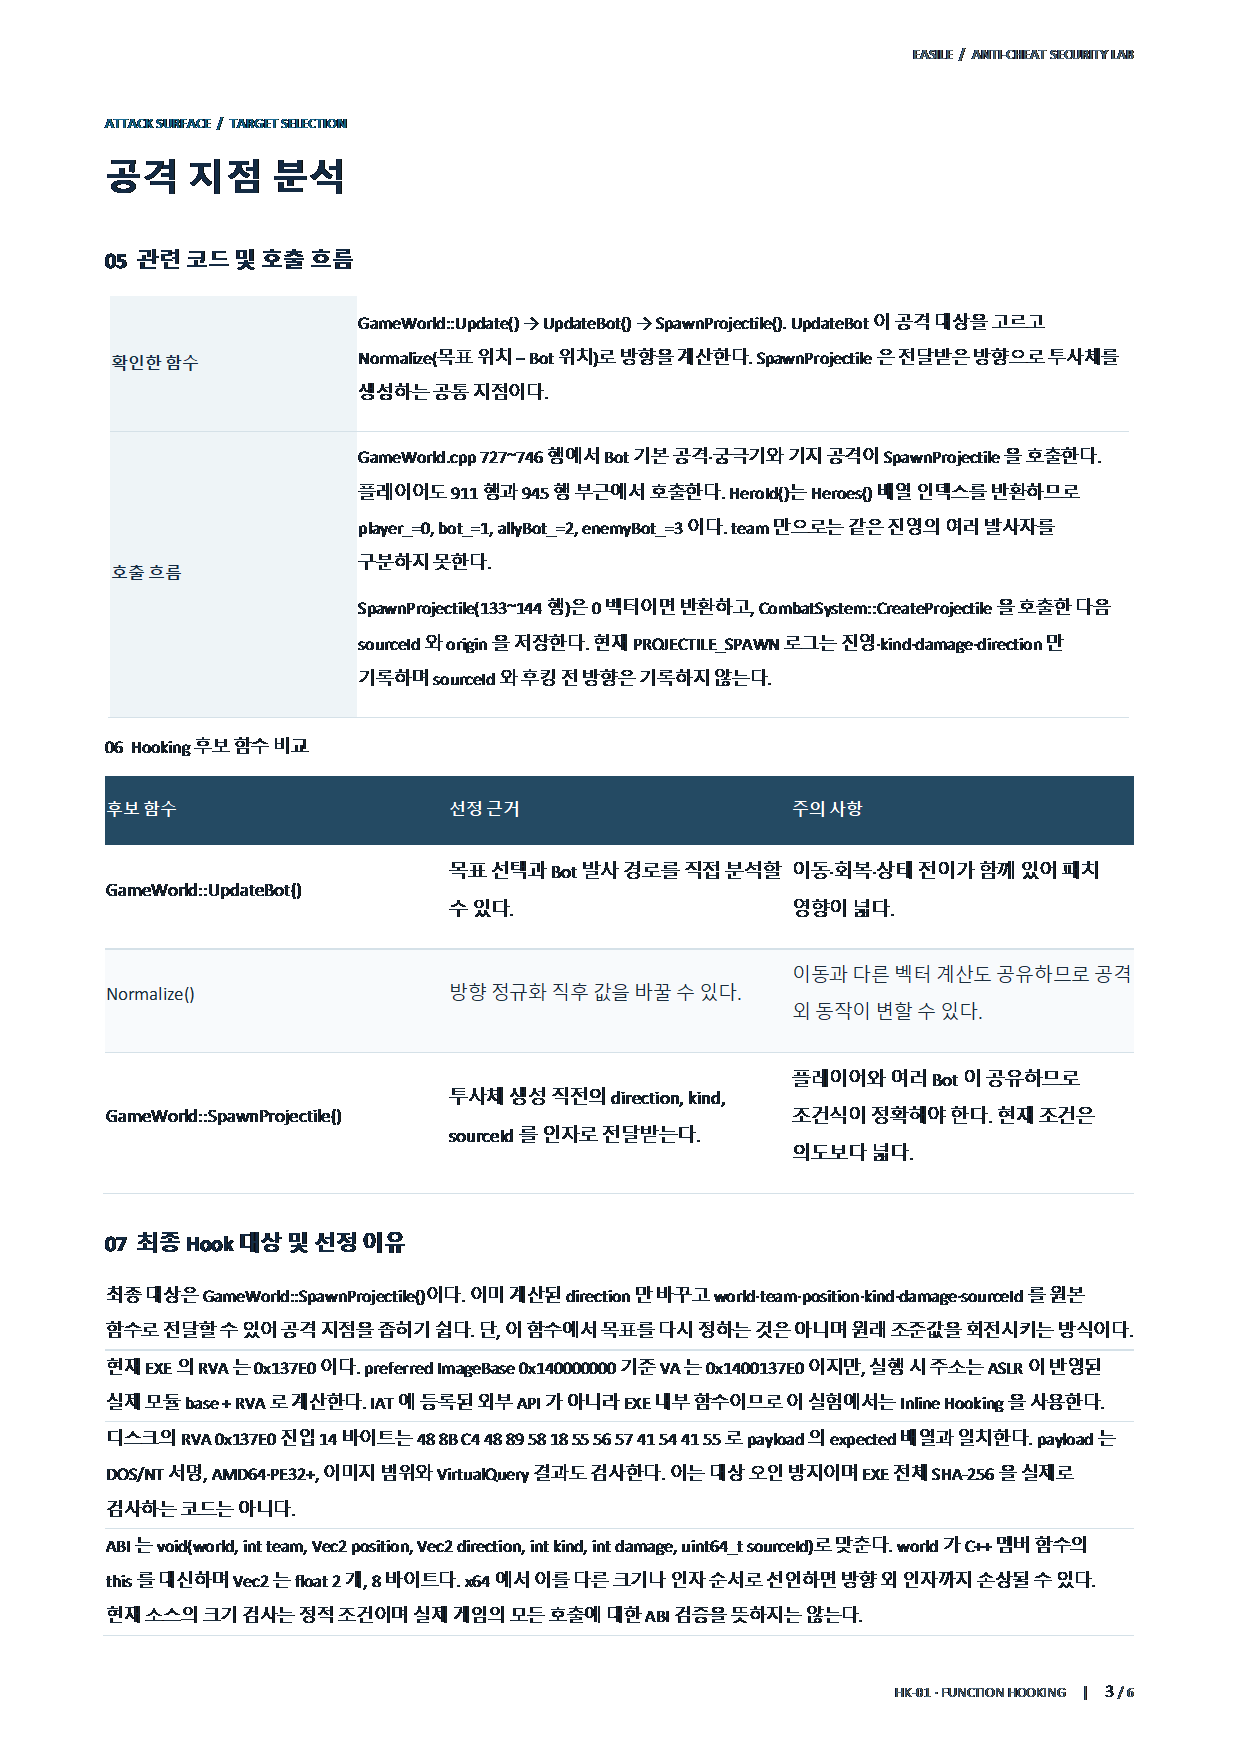 EASILE / ANTI-CHEAT SECURITY LAB
ATTACK SURFACE / TARGET SELECTION
공격 지점 분석
05 관련 코드 및 호출 흐름
확인한 함수
GameWorld::Update() → UpdateBot() → SpawnProjectile(). UpdateBot 이 공격 대상을 고르고
Normalize(목표 위치 – Bot 위치)로 방향을 계산한다. SpawnProjectile 은 전달받은 방향으로 투사체를
생성하는 공통 지점이다.
호출 흐름
GameWorld.cpp 727~746 행에서 Bot 기본 공격·궁극기와 기지 공격이 SpawnProjectile 을 호출한다.
플레이어도 911 행과 945 행 부근에서 호출한다. HeroId()는 Heroes() 배열 인덱스를 반환하므로
player_=0, bot_=1, allyBot_=2, enemyBot_=3 이다. team 만으로는 같은 진영의 여러 발사자를
구분하지 못한다.
SpawnProjectile(133~144 행)은 0 벡터이면 반환하고, CombatSystem::CreateProjectile 을 호출한 다음
sourceId 와 origin 을 저장한다. 현재 PROJECTILE_SPAWN 로그는 진영·kind·damage·direction 만
기록하며 sourceId 와 후킹 전 방향은 기록하지 않는다.
06 Hooking 후보 함수 비교
후보 함수 선정 근거 주의 사항
GameWorld::UpdateBot()
목표 선택과 Bot 발사 경로를 직접 분석할
수 있다.
이동·회복·상태 전이가 함께 있어 패치
영향이 넓다.
Normalize()
방향 정규화 직후 값을 바꿀 수 있다.
이동과 다른 벡터 계산도 공유하므로 공격
외 동작이 변할 수 있다.
GameWorld::SpawnProjectile()
투사체 생성 직전의 direction, kind,
sourceId 를 인자로 전달받는다.
플레이어와 여러 Bot 이 공유하므로
조건식이 정확해야 한다. 현재 조건은
의도보다 넓다.
07 최종 Hook 대상 및 선정 이유
최종 대상은 GameWorld::SpawnProjectile()이다. 이미 계산된 direction 만 바꾸고 world·team·position·kind·damage·sourceId 를 원본
함수로 전달할 수 있어 공격 지점을 좁히기 쉽다. 단, 이 함수에서 목표를 다시 정하는 것은 아니며 원래 조준값을 회전시키는 방식이다.
현재 EXE 의 RVA 는 0x137E0 이다. preferred ImageBase 0x140000000 기준 VA 는 0x1400137E0 이지만, 실행 시 주소는 ASLR 이 반영된
실제 모듈 base + RVA 로 계산한다. IAT 에 등록된 외부 API 가 아니라 EXE 내부 함수이므로 이 실험에서는 Inline Hooking 을 사용한다.
디스크의 RVA 0x137E0 진입 14 바이트는 48 8B C4 48 89 58 18 55 56 57 41 54 41 55 로 payload 의 expected 배열과 일치한다. payload 는
DOS/NT 서명, AMD64·PE32+, 이미지 범위와 VirtualQuery 결과도 검사한다. 이는 대상 오인 방지이며 EXE 전체 SHA-256 을 실제로
검사하는 코드는 아니다.
ABI 는 void(world, int team, Vec2 position, Vec2 direction, int kind, int damage, uint64_t sourceId)로 맞춘다. world 가 C++ 멤버 함수의
this 를 대신하며 Vec2 는 float 2 개, 8 바이트다. x64 에서 이를 다른 크기나 인자 순서로 선언하면 방향 외 인자까지 손상될 수 있다.
현재 소스의 크기 검사는 정적 조건이며 실제 게임의 모든 호출에 대한 ABI 검증을 뜻하지는 않는다.
HK-01 · FUNCTION HOOKING | 3 / 6